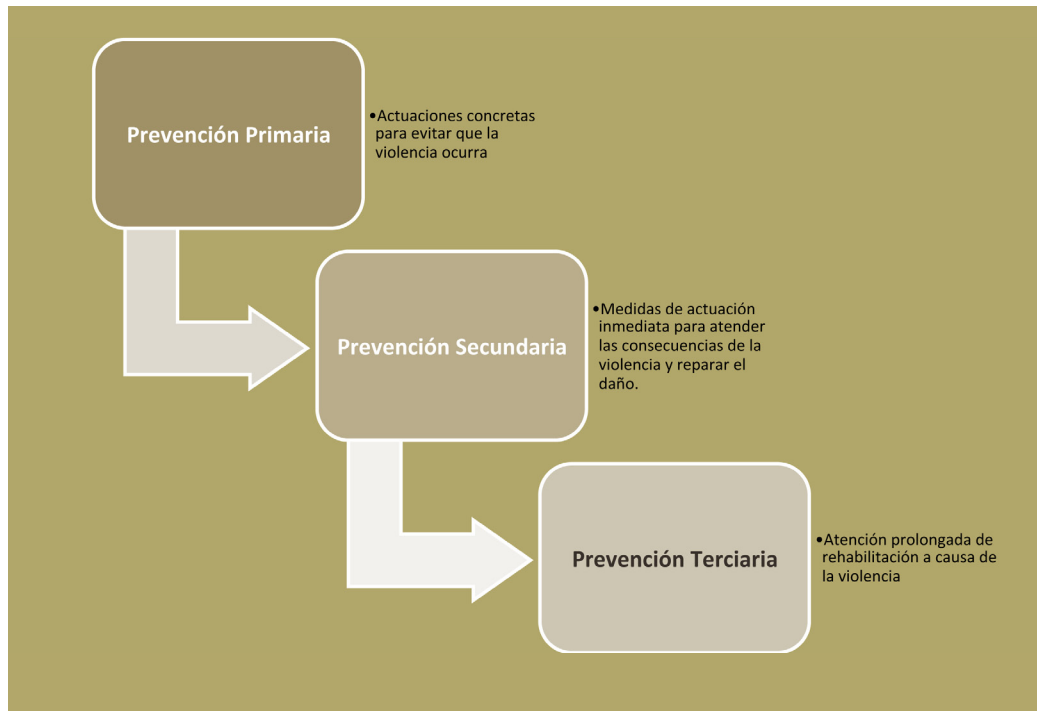 Prevención Primaria
•Actuaciones concretas
para evitar que la
violencia ocurra
Prevención Secundaria
•Medidas de actuación
inmediata para atender
las consecuencias de la
violencia y reparar el
daño.
Prevención Terciaria
•Atención prolongada de
rehabilitación a causa de
la violencia